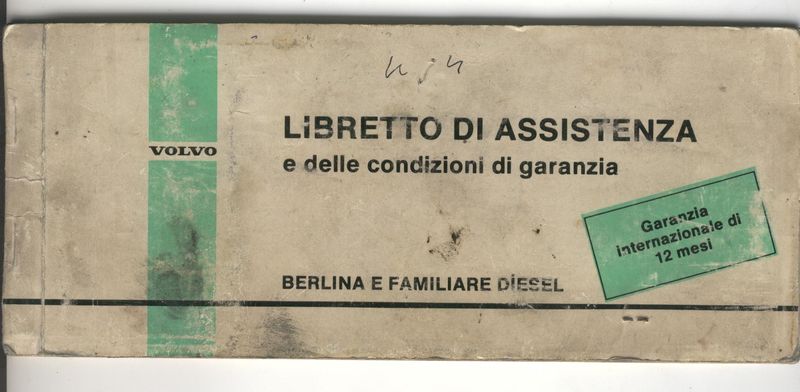 VOLVO
LIBRETTO DI ASSISTENZA
e delle condizioni di garanzia
Garanzia
internazionale di
12 mesi
BERLINA E FAMILIARE DIESEL